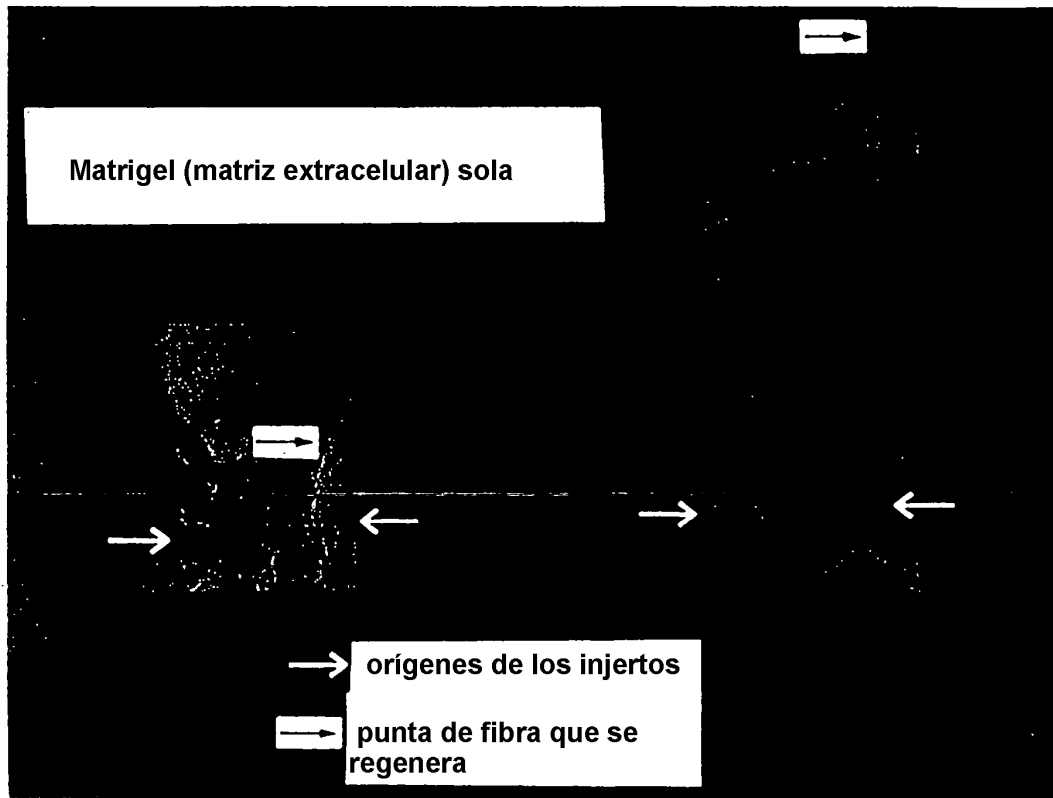 Matrigel (matriz extracelular) sola
orígenes de los injertos
punta de fibra que se
regenera